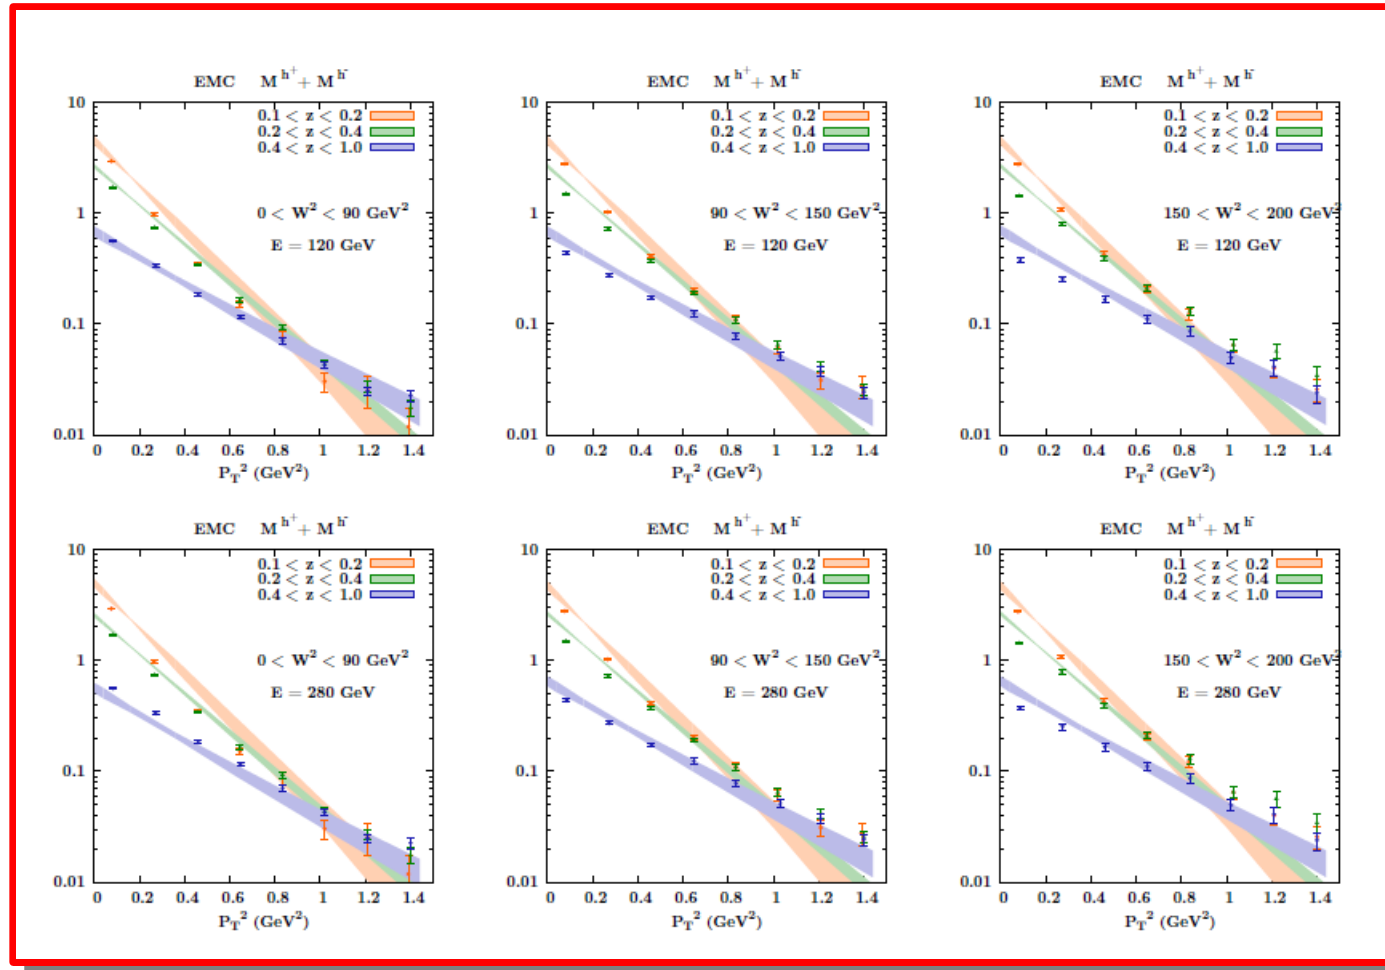 EMC M^h+ + M^h-
10
1
0.1
0.01
0.1 < z < 0.2
0.2 < z < 0.4
0.4 < z < 1.0
0 < W² < 90 GeV²
E = 120 GeV
0 0.2 0.4 0.6 0.8 1 1.2 1.4
P_T² (GeV²)
EMC M^h+ + M^h-
10
1
0.1
0.01
0.1 < z < 0.2
0.2 < z < 0.4
0.4 < z < 1.0
90 < W² < 150 GeV²
E = 120 GeV
0 0.2 0.4 0.6 0.8 1 1.2 1.4
P_T² (GeV²)
EMC M^h+ + M^h-
10
1
0.1
0.01
0.1 < z < 0.2
0.2 < z < 0.4
0.4 < z < 1.0
150 < W² < 200 GeV²
E = 120 GeV
0 0.2 0.4 0.6 0.8 1 1.2 1.4
P_T² (GeV²)
EMC M^h+ + M^h-
10
1
0.1
0.01
0.1 < z < 0.2
0.2 < z < 0.4
0.4 < z < 1.0
0 < W² < 90 GeV²
E = 280 GeV
0 0.2 0.4 0.6 0.8 1 1.2 1.4
P_T² (GeV²)
EMC M^h+ + M^h-
10
1
0.1
0.01
0.1 < z < 0.2
0.2 < z < 0.4
0.4 < z < 1.0
90 < W² < 150 GeV²
E = 280 GeV
0 0.2 0.4 0.6 0.8 1 1.2 1.4
P_T² (GeV²)
EMC M^h+ + M^h-
10
1
0.1
0.01
0.1 < z < 0.2
0.2 < z < 0.4
0.4 < z < 1.0
150 < W² < 200 GeV²
E = 280 GeV
0 0.2 0.4 0.6 0.8 1 1.2 1.4
P_T² (GeV²)